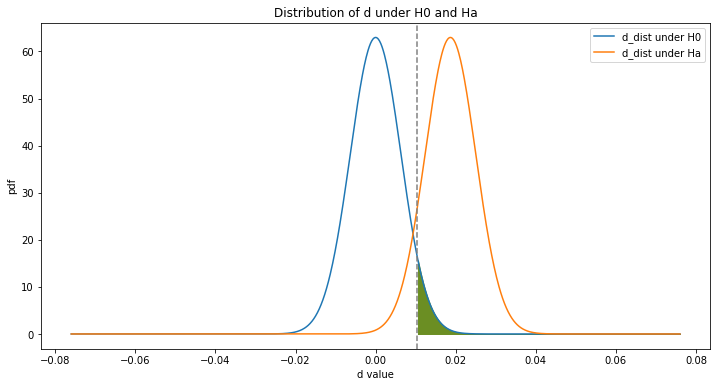 Distribution of d under H0 and Ha
d_dist under H0
d_dist under Ha
pdf
60
50
40
30
20
10
0
−0.08 −0.06 −0.04 −0.02 0.00 0.02 0.04 0.06 0.08
d value